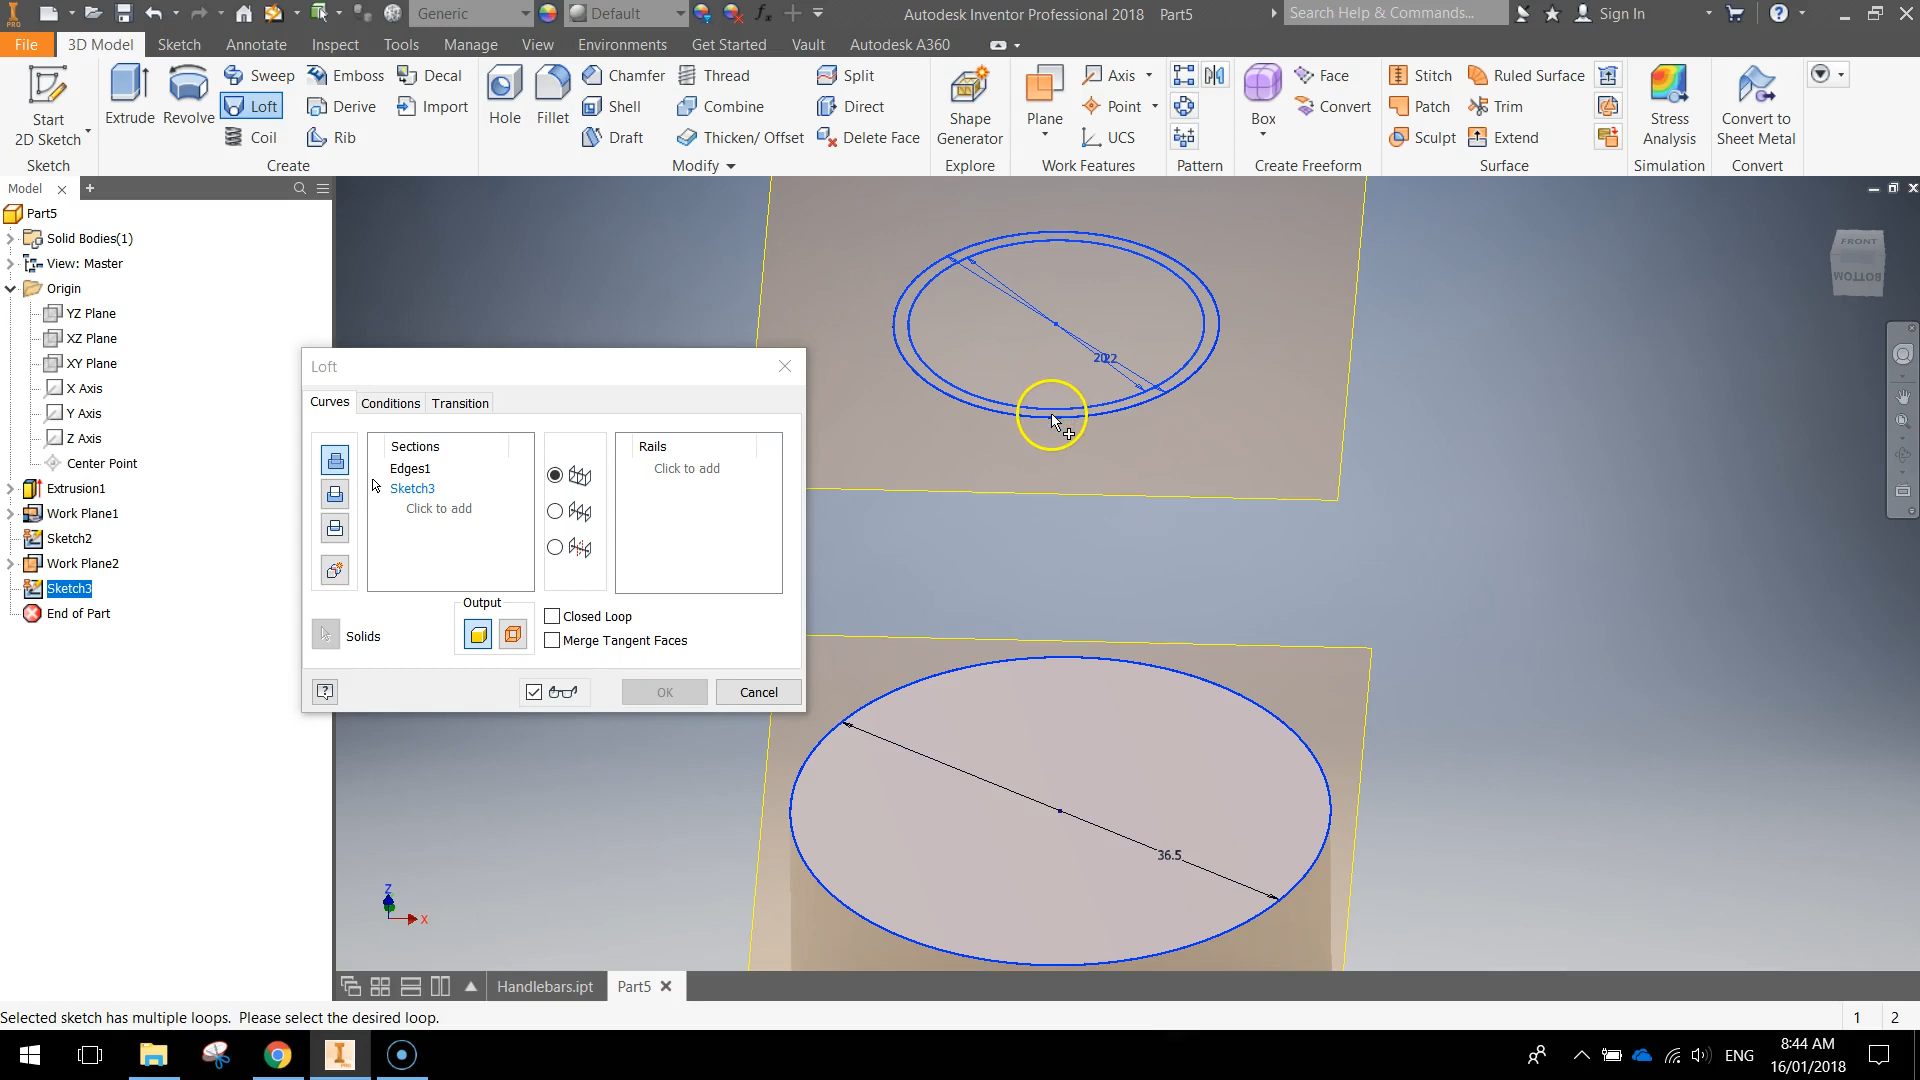 PRO
Generic
Default
Autodesk Inventor Professional 2018 Part5
Search Help & Commands...
Sign In
File
3D Model
Sketch
Annotate
Inspect
Tools
Manage
View
Environments
Get Started
Vault
Autodesk A360
Start
2D Sketch
Sketch
Extrude
Revolve
Sweep
Loft
Coil
Emboss
Derive
Rib
Decal
Import
Create
Hole
Fillet
Chamfer
Shell
Draft
Thread
Combine
Thicken/ Offset
Split
Direct
Delete Face
Modify
Shape
Generator
Explore
Plane
Axis
Point
UCS
Work Features
Pattern
Box
Face
Convert
Create Freeform
Stitch
Patch
Sculpt
Ruled Surface
Trim
Extend
Surface
Stress
Analysis
Simulation
Convert to
Sheet Metal
Convert
Model
Part5
Solid Bodies(1)
View: Master
Origin
YZ Plane
XZ Plane
XY Plane
X Axis
Y Axis
Z Axis
Center Point
Extrusion1
Work Plane1
Sketch2
Work Plane2
Sketch3
End of Part
Loft
Curves
Conditions
Transition
Sections
Edges1
Sketch3
Click to add
Rails
Click to add
Solids
Output
Closed Loop
Merge Tangent Faces
OK
Cancel
36.5
FRONT
BOTTOM
Z
X
Handlebars.ipt
Part5
Selected sketch has multiple loops. Please select the desired loop.
1
2
ENG
8:44 AM
16/01/2018